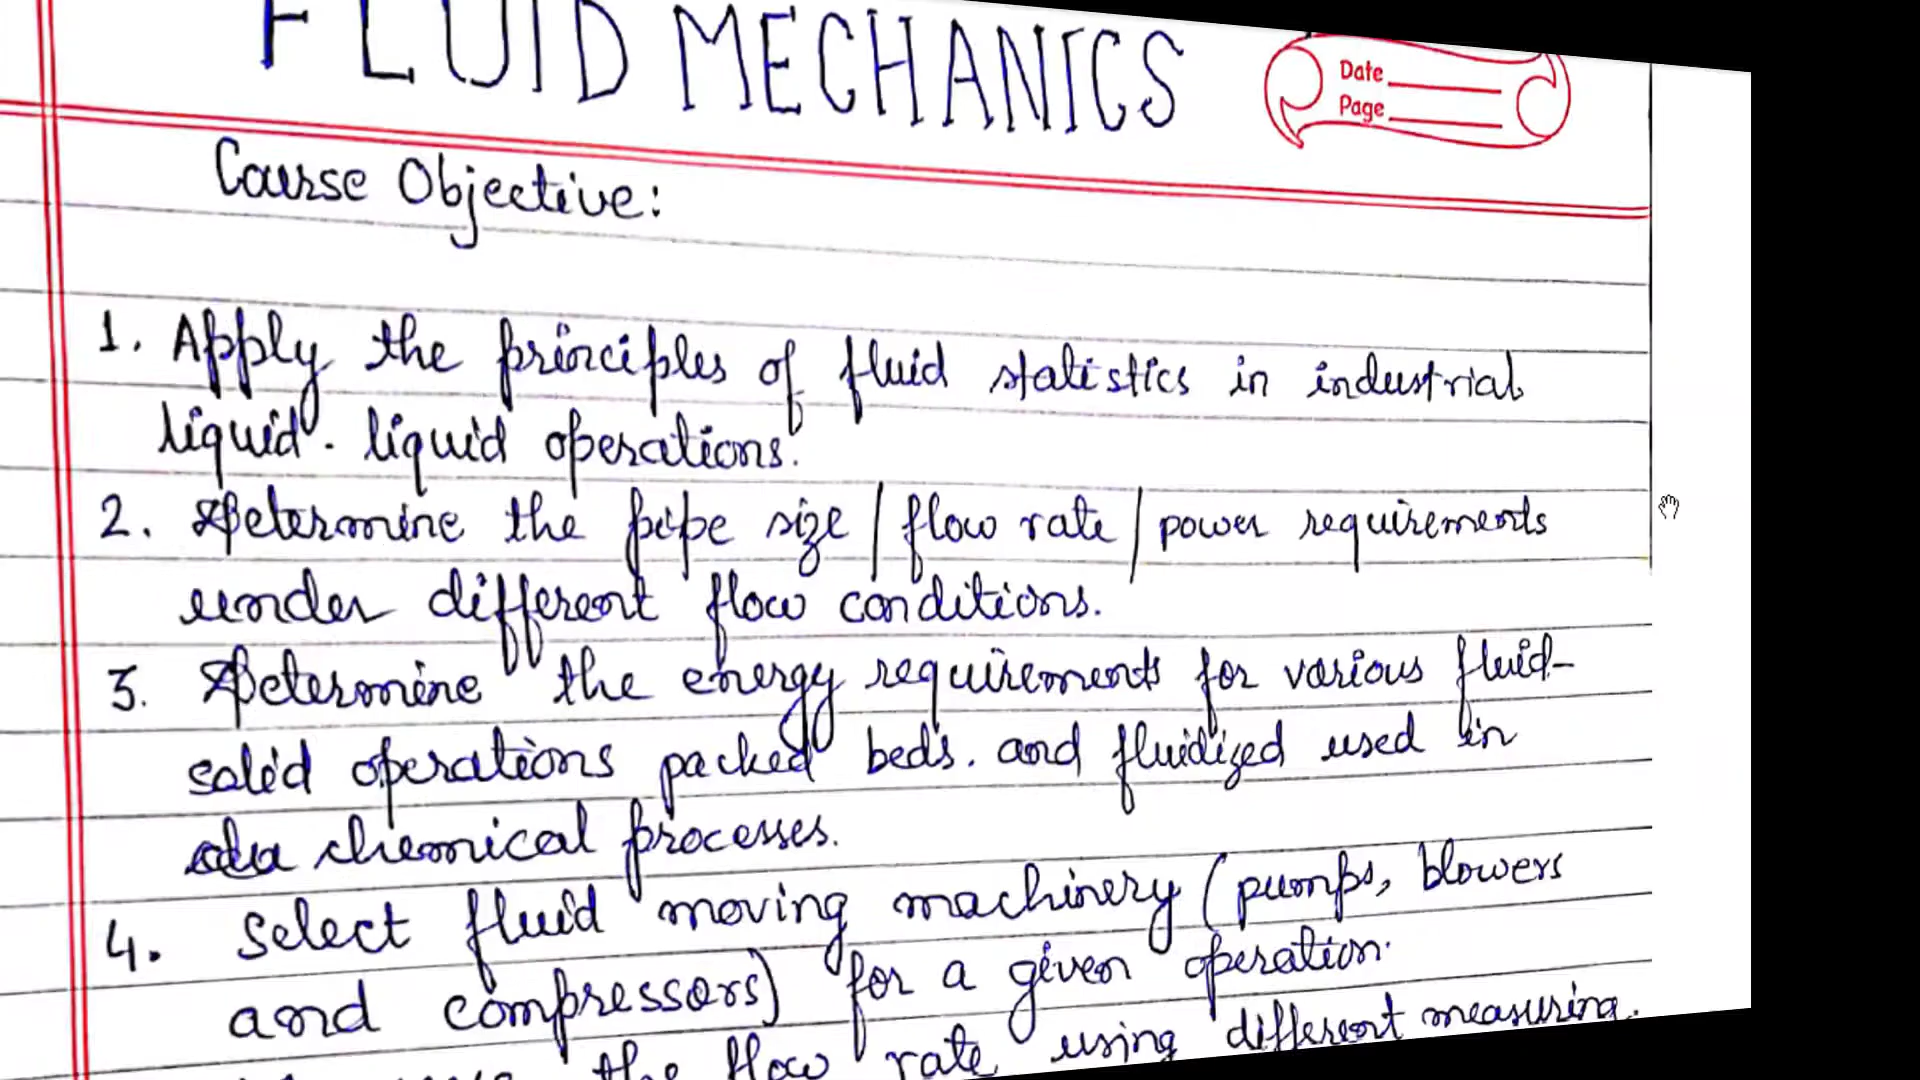 FLUID MECHANICS
Date
Page
Course Objective:
1. Apply the principles of fluid statistics in industrial
liquid - liquid operations.
2. Determine the pipe size / flow rate / power requirements
under different flow conditions.
3. Determine the energy requirements for various fluid-
solid operations packed beds. and fluidized used in
chemical processes.
4. Select fluid moving machinery (pumps, blowers
and compressors) for a given operation.
the flow rate using different measuring.